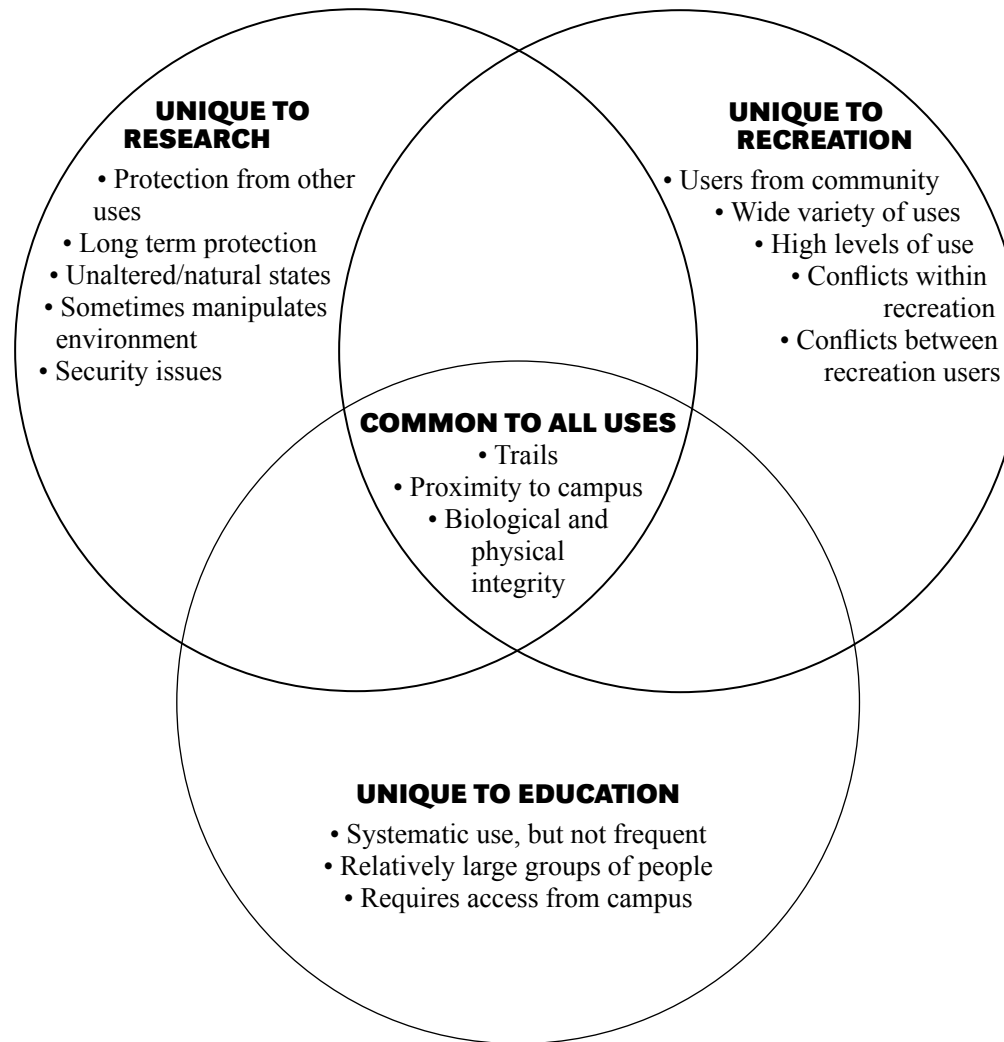 UNIQUE TO
RESEARCH
• Protection from other
uses
• Long term protection
• Unaltered/natural states
• Sometimes manipulates
environment
• Security issues
UNIQUE TO
RECREATION
• Users from community
• Wide variety of uses
• High levels of use
• Conflicts within
recreation
• Conflicts between
recreation users
COMMON TO ALL USES
• Trails
• Proximity to campus
• Biological and
physical
integrity
UNIQUE TO EDUCATION
• Systematic use, but not frequent
• Relatively large groups of people
• Requires access from campus